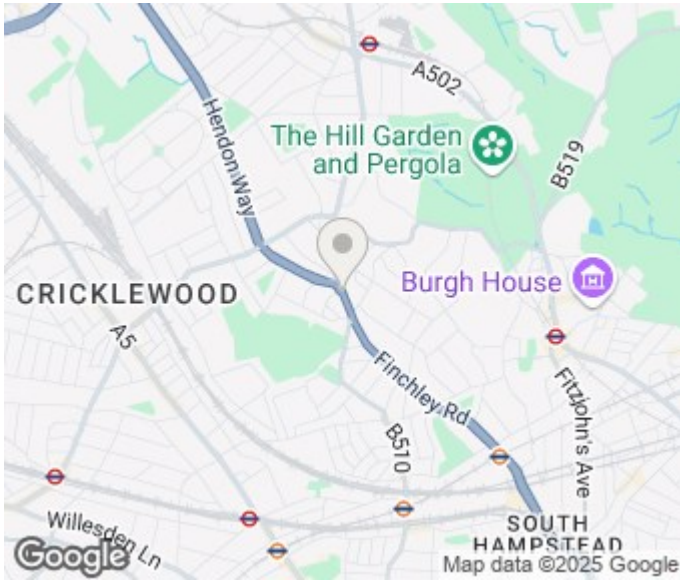 A502
The Hill Garden
and Pergola
B519
Hendon Way
Burgh House
CRICKLEWOOD
A5
Finchley Rd
Fitzjohn's Ave
B510
Willesden Ln
SOUTH
HAMPSTEAD
Google
Map data ©2025 Google